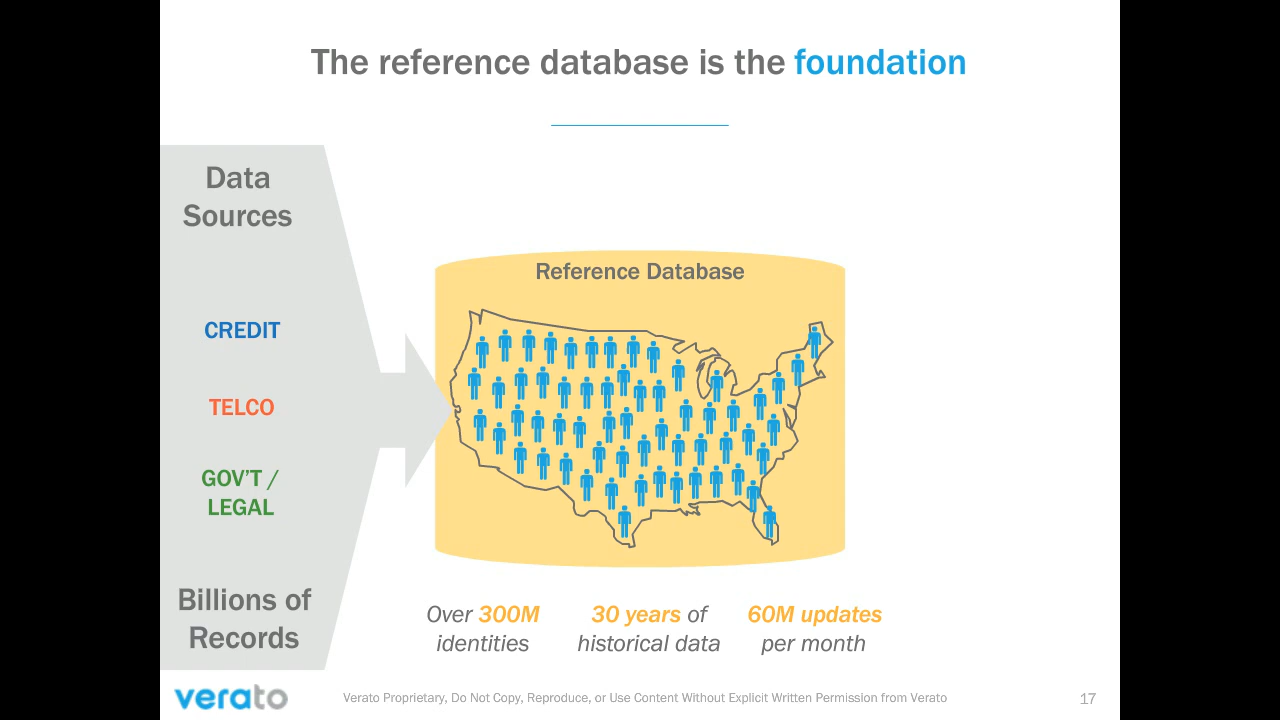 The reference database is the foundation
Data
Sources
CREDIT
TELCO
GOV'T /
LEGAL
Billions of
Records
Reference Database
Over 300M
identities
30 years of
historical data
60M updates
per month
verato
Verato Proprietary, Do Not Copy, Reproduce, or Use Content Without Explicit Written Permission from Verato
17